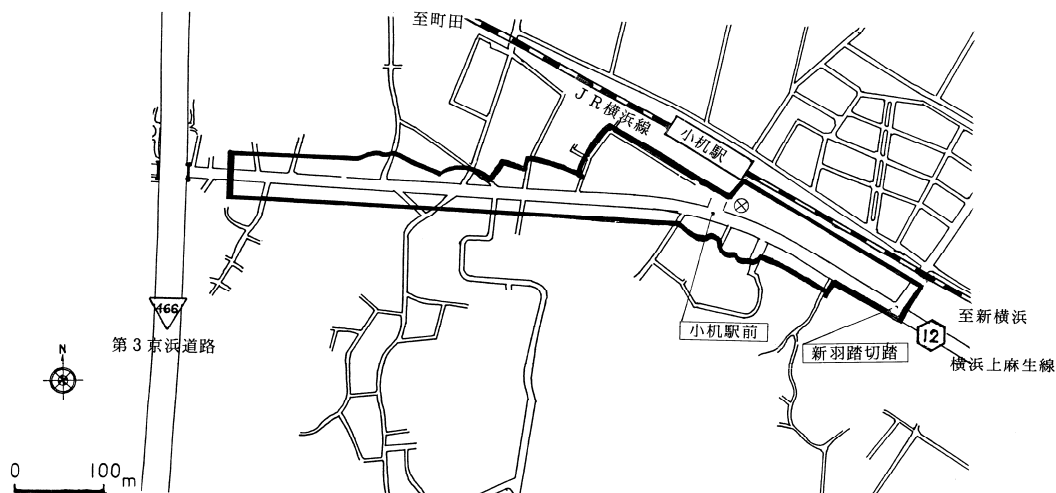 至町田
JR横浜線
小机駅
466
第3京浜道路
小机駅前
新羽踏切踏
至新横浜
12
横浜上麻生線
N
0 100m